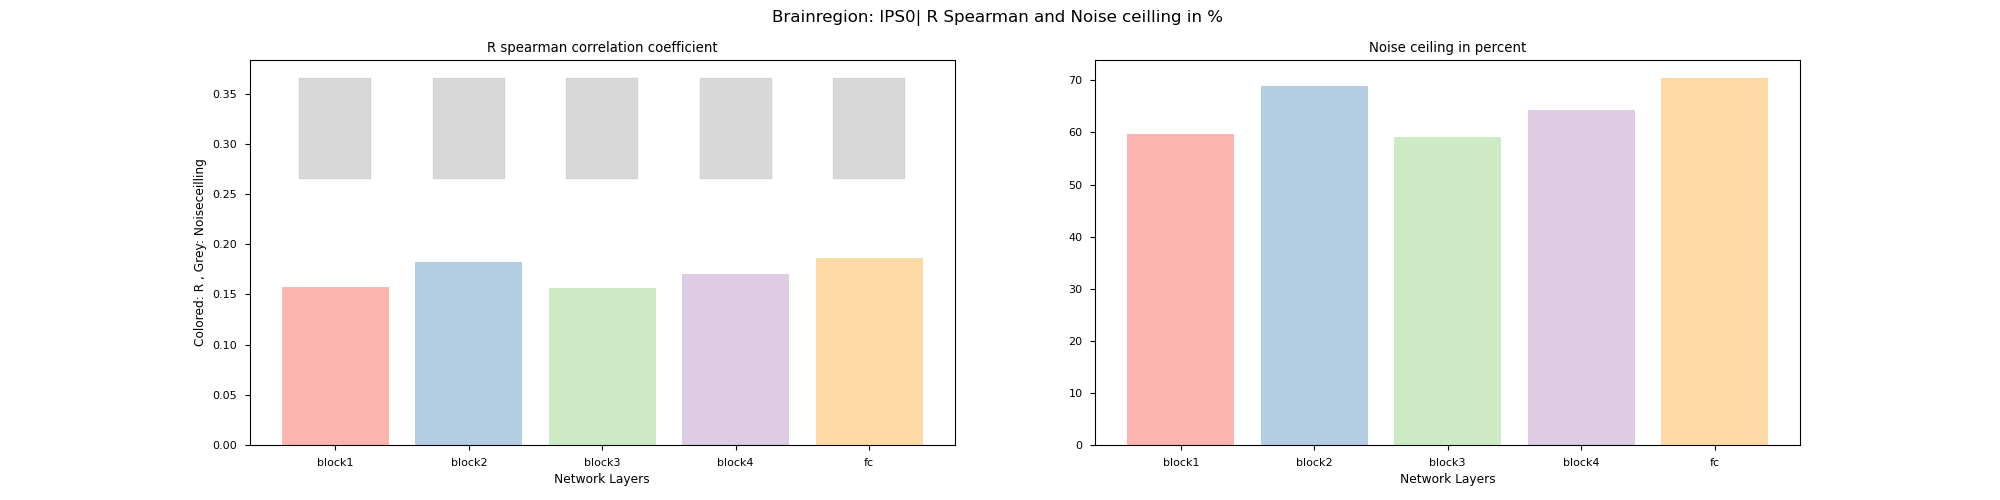 Brainregion: IPS0| R Spearman and Noise ceilling in %
R spearman correlation coefficient
Colored: R , Grey: Noiseceilling
0.35
0.30
0.25
0.20
0.15
0.10
0.05
0.00
block1 block2 block3 block4 fc
Network Layers
Noise ceiling in percent
70
60
50
40
30
20
10
0
block1 block2 block3 block4 fc
Network Layers